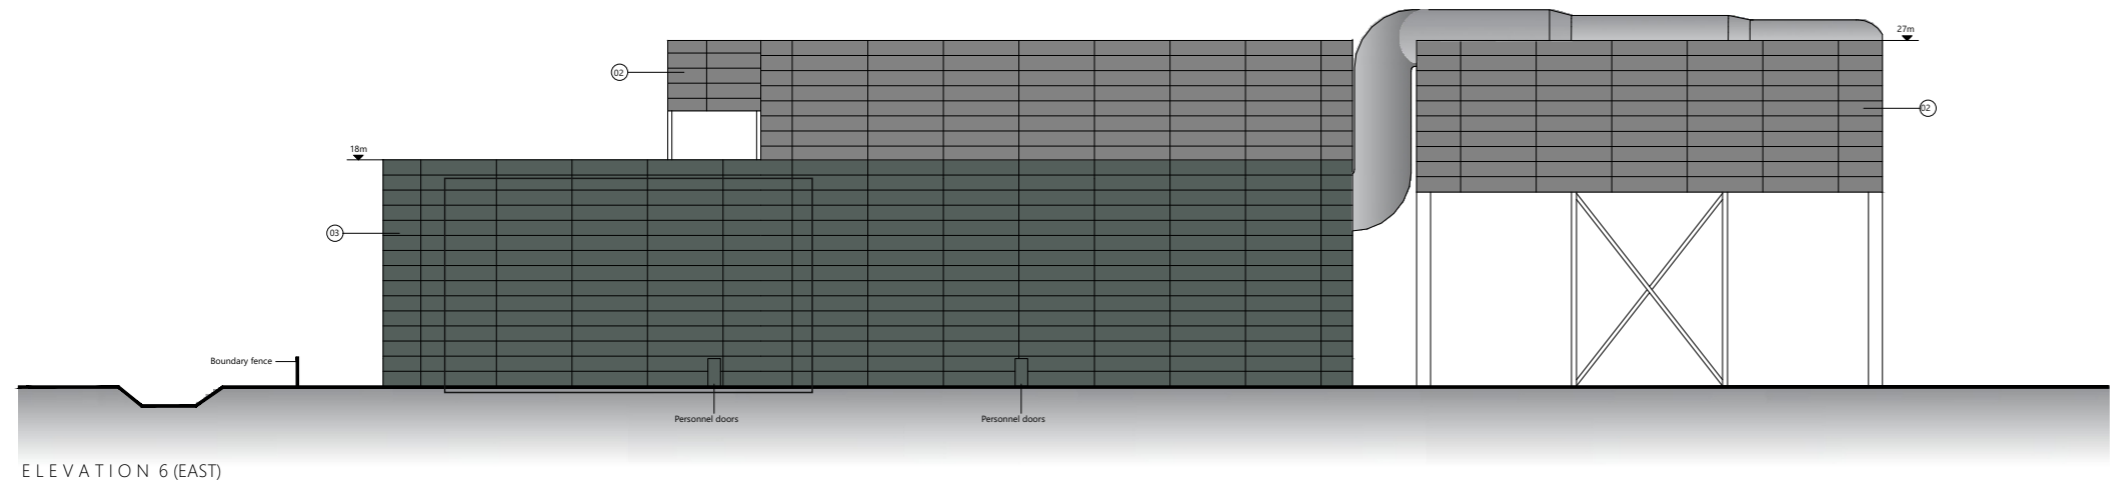 27m
02
02
18m
03
Boundary fence
Personnel doors
Personnel doors
ELEVATION 6 (EAST)